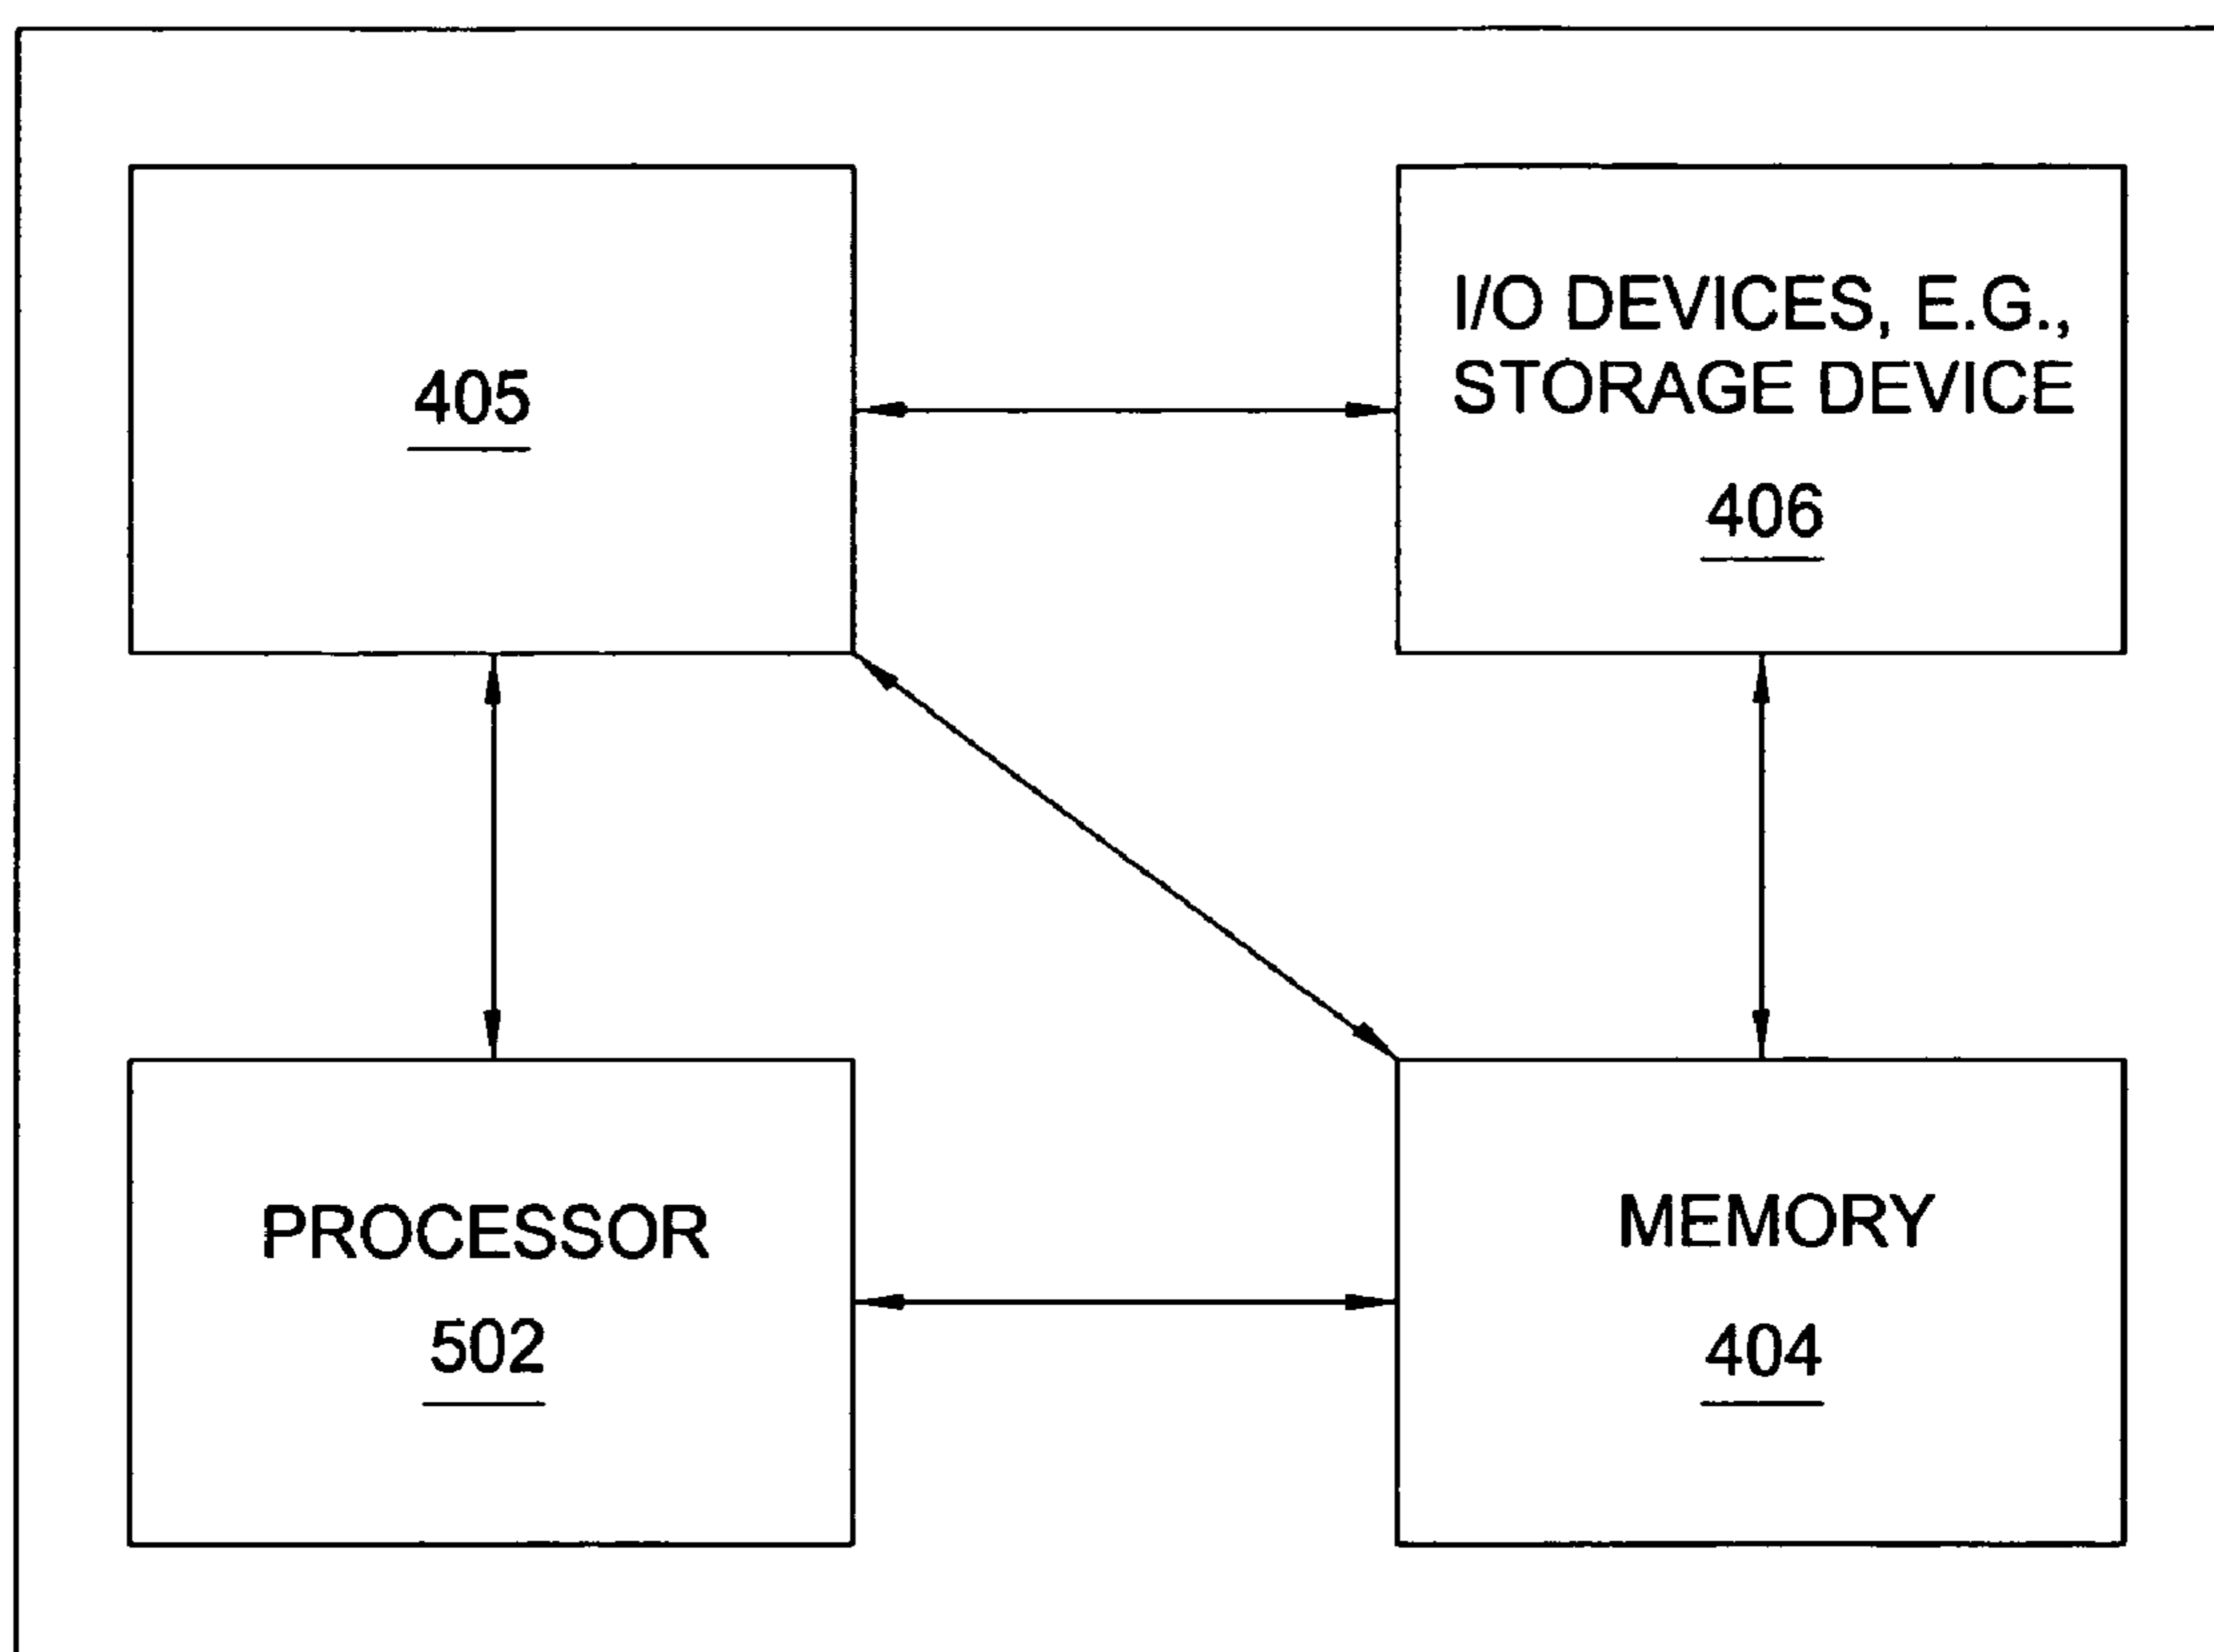 405
I/O DEVICES, E.G.,
STORAGE DEVICE
406
PROCESSOR
502
MEMORY
404